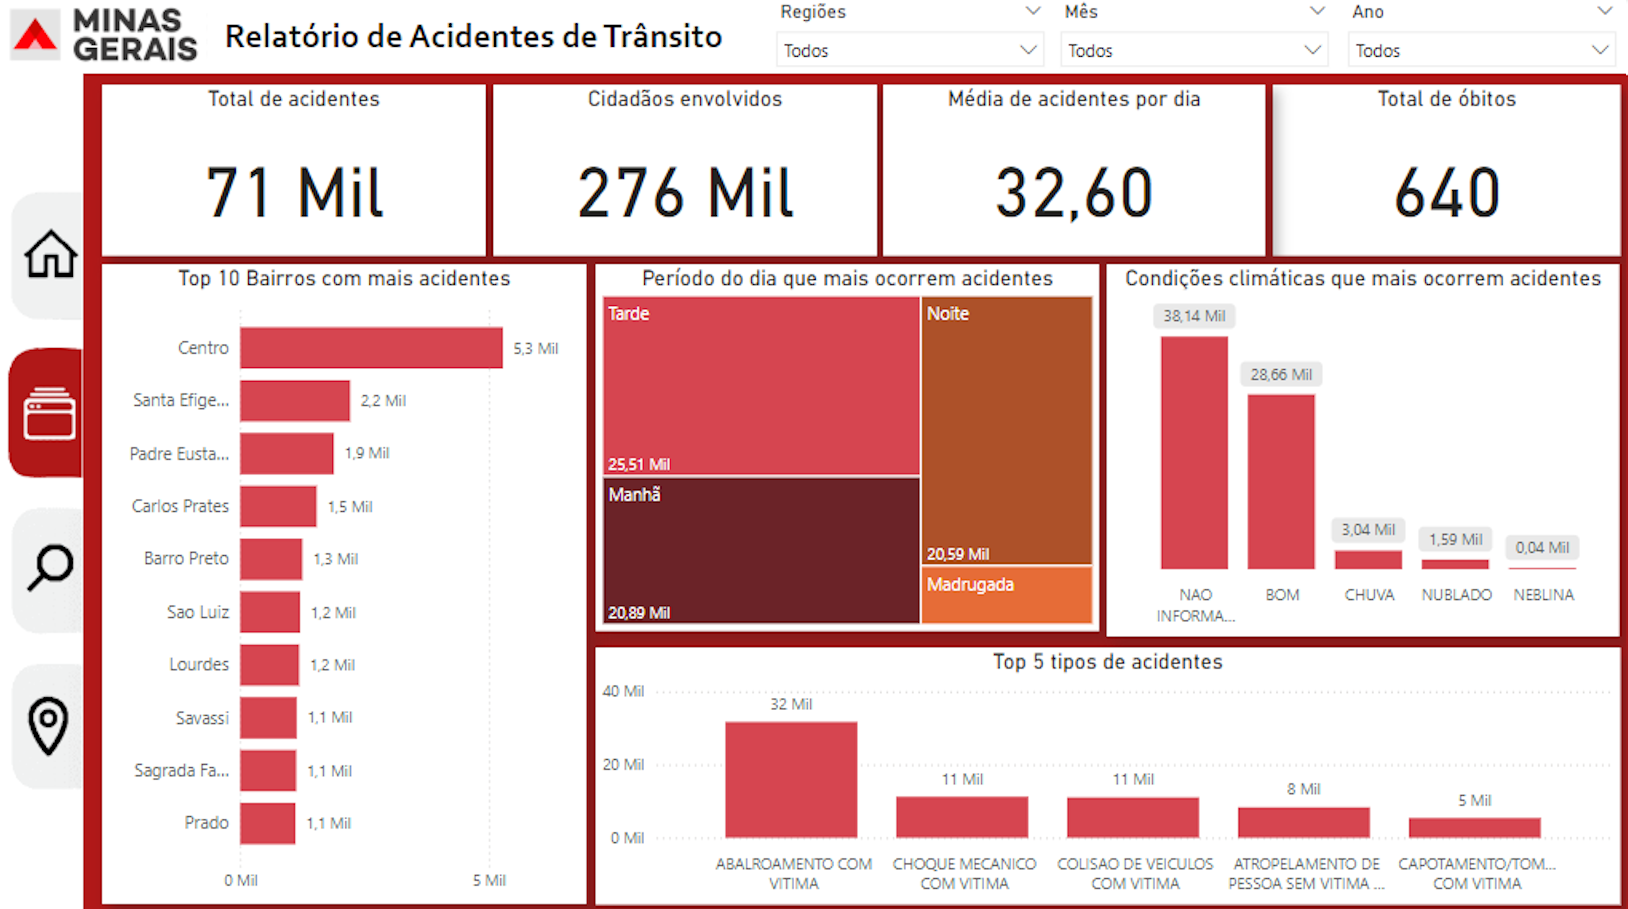 MINAS
GERAIS
Relatório de Acidentes de Trânsito
Regiões
Todos
Mês
Todos
Ano
Todos
Total de acidentes
71 Mil
Cidadãos envolvidos
276 Mil
Média de acidentes por dia
32,60
Total de óbitos
640
Top 10 Bairros com mais acidentes
Centro
5,3 Mil
Santa Efige...
2,2 Mil
Padre Eusta...
1,9 Mil
Carlos Prates
1,5 Mil
Barro Preto
1,3 Mil
Sao Luiz
1,2 Mil
Lourdes
1,2 Mil
Savassi
1,1 Mil
Sagrada Fa...
1,1 Mil
Prado
1,1 Mil
0 Mil
5 Mil
Período do dia que mais ocorrem acidentes
Tarde
25,51 Mil
Manhã
20,89 Mil
Noite
20,59 Mil
Madrugada
Condições climáticas que mais ocorrem acidentes
38,14 Mil
28,66 Mil
3,04 Mil
1,59 Mil
0,04 Mil
NAO
INFORMA...
BOM
CHUVA
NUBLADO
NEBLINA
Top 5 tipos de acidentes
40 Mil
20 Mil
0 Mil
32 Mil
11 Mil
11 Mil
8 Mil
5 Mil
ABALROAMENTO COM
VITIMA
CHOQUE MECANICO
COM VITIMA
COLISAO DE VEICULOS
COM VITIMA
ATROPELAMENTO DE
PESSOA SEM VITIMA ...
CAPOTAMENTO/TOM...
COM VITIMA